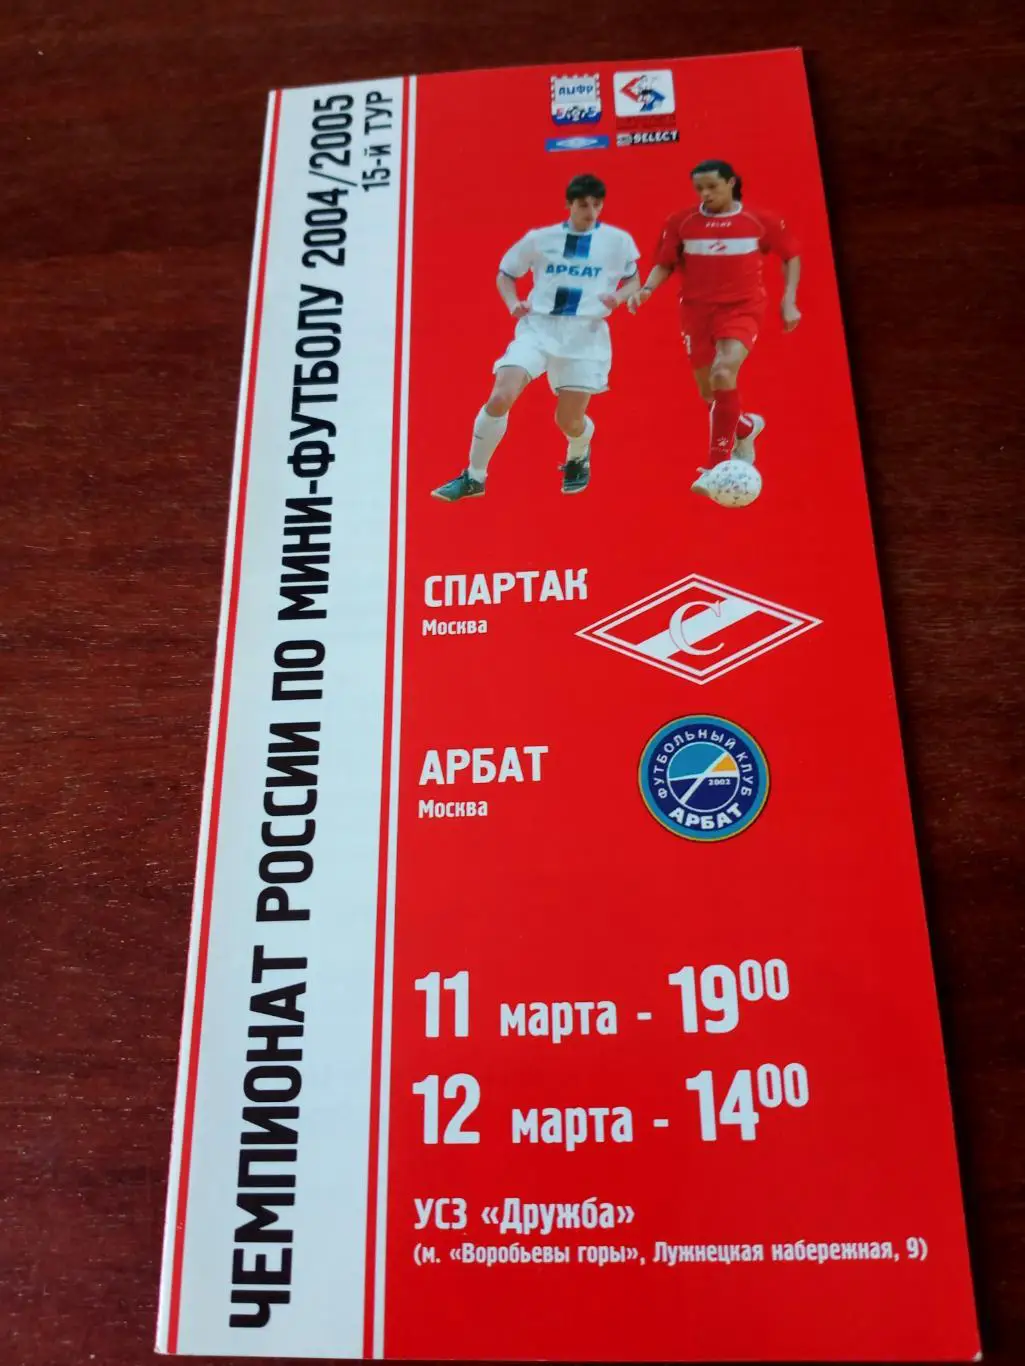 ЧЕМПИОНАТ РОССИИ ПО МИНИ-ФУТБОЛУ 2004/2005
15-й ТУР
SELECT
АРБАТ
СПАРТАК
Москва
С
АРБАТ
Москва
ФУТБОЛЬНЫЙ КЛУБ
2002
АРБАТ
11 марта - 19⁰⁰
12 марта - 14⁰⁰
УСЗ «Дружба»
(м. «Воробьевы горы», Лужнецкая набережная, 9)